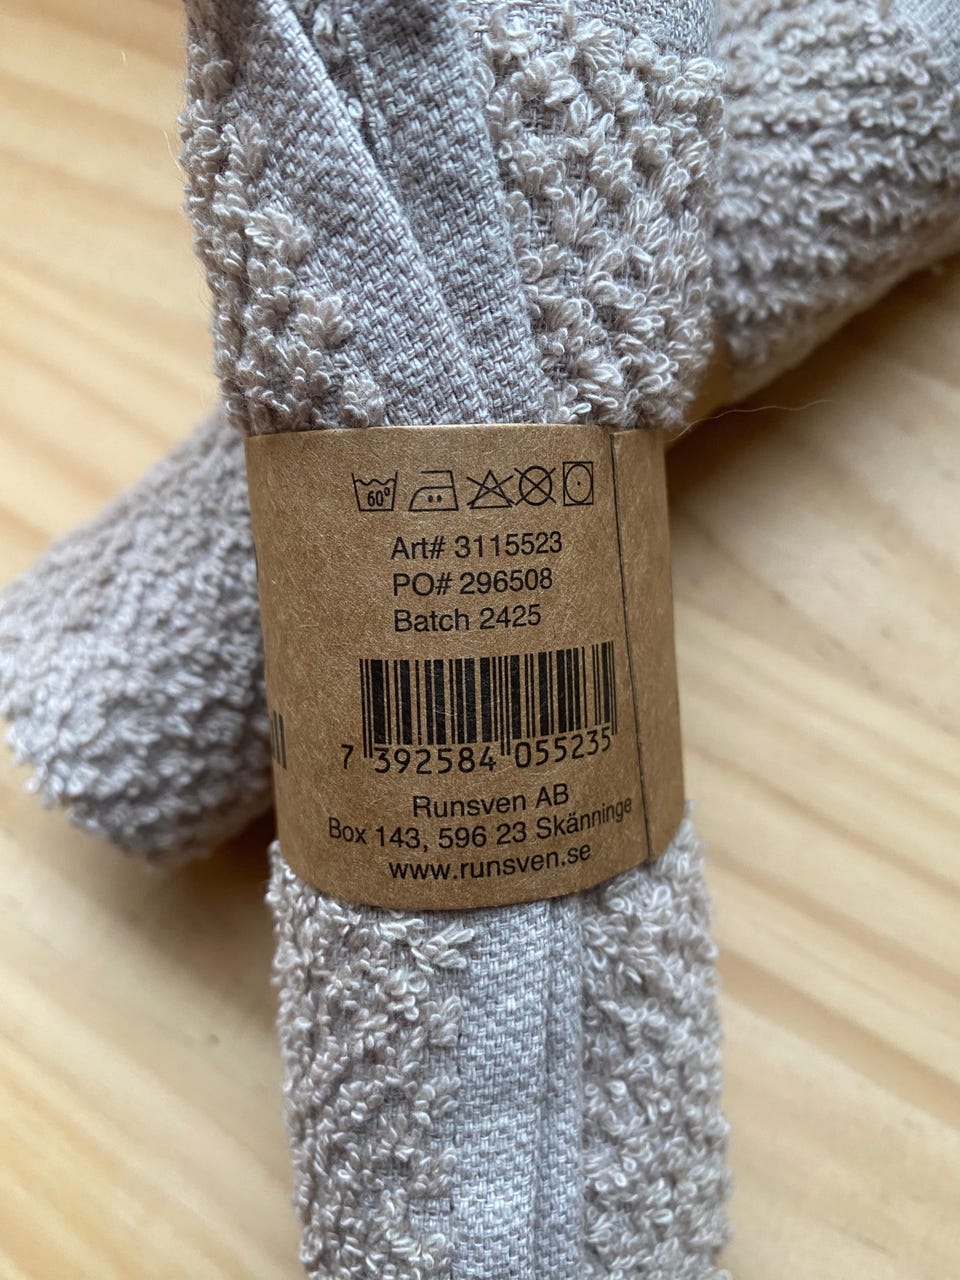 60°
Art# 3115523
PO# 296508
Batch 2425
7 392584 055235
Runsven AB
Box 143, 596 23 Skänninge
www.runsven.se